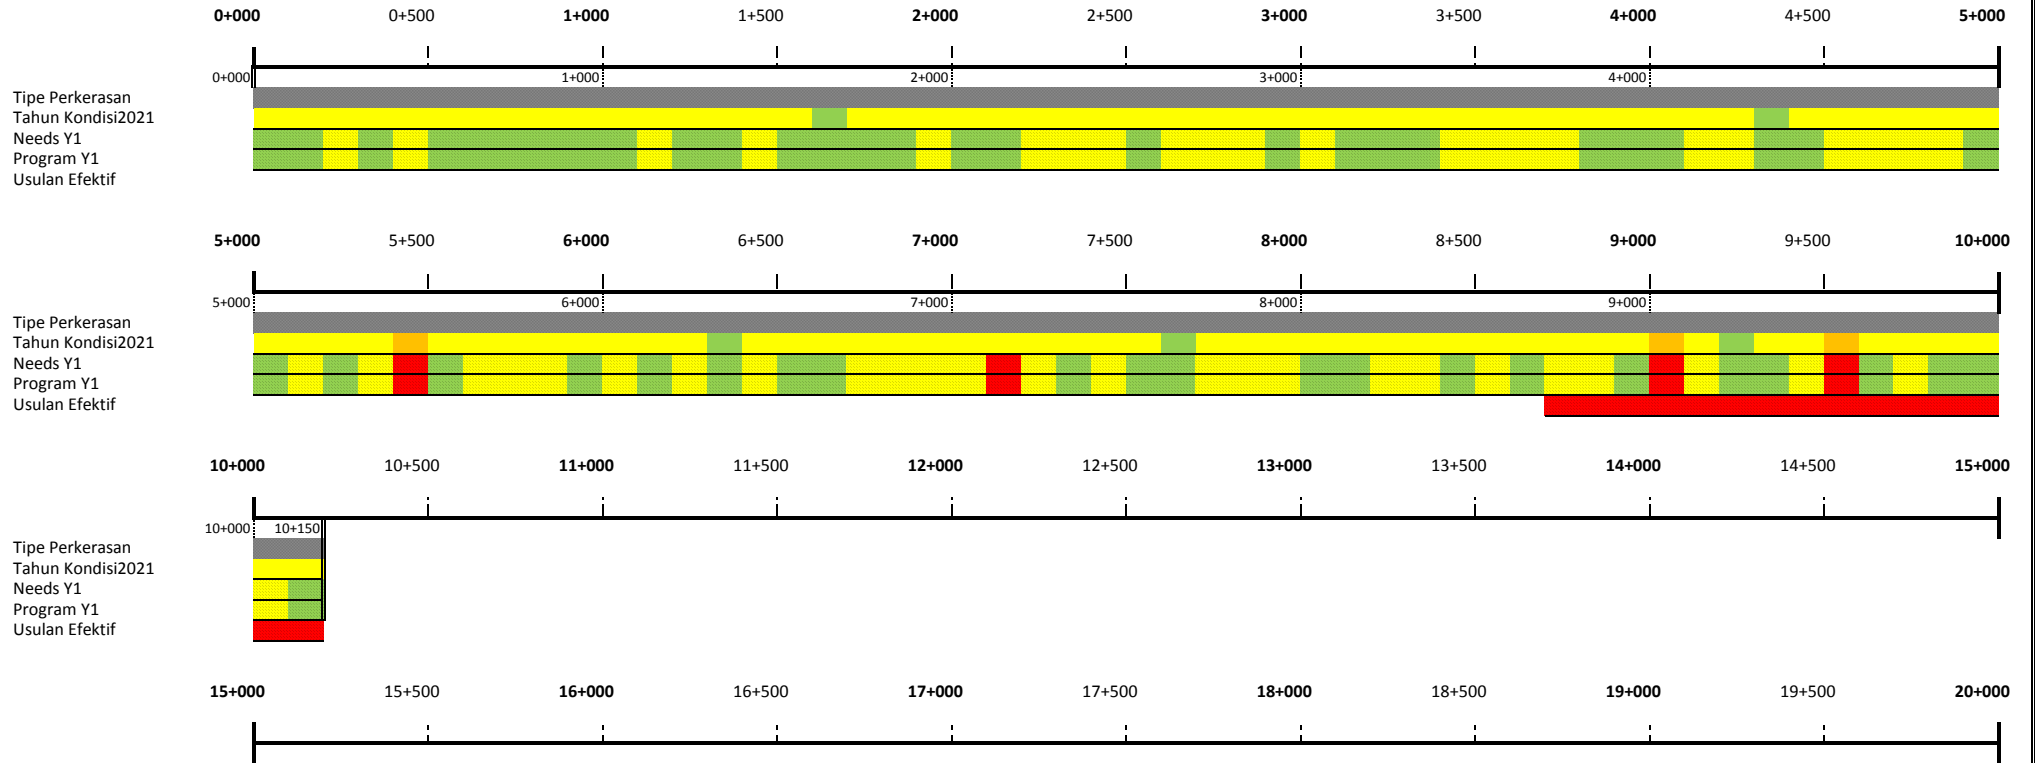 0+000 0+500 1+000 1+500 2+000 2+500 3+000 3+500 4+000 4+500 5+000
0+000 1+000 2+000 3+000 4+000
Tipe Perkerasan
Tahun Kondisi2021
Needs Y1
Program Y1
Usulan Efektif
5+000 5+500 6+000 6+500 7+000 7+500 8+000 8+500 9+000 9+500 10+000
5+000 6+000 7+000 8+000 9+000
Tipe Perkerasan
Tahun Kondisi2021
Needs Y1
Program Y1
Usulan Efektif
10+000 10+500 11+000 11+500 12+000 12+500 13+000 13+500 14+000 14+500 15+000
10+000 10+150
Tipe Perkerasan
Tahun Kondisi2021
Needs Y1
Program Y1
Usulan Efektif
15+000 15+500 16+000 16+500 17+000 17+500 18+000 18+500 19+000 19+500 20+000